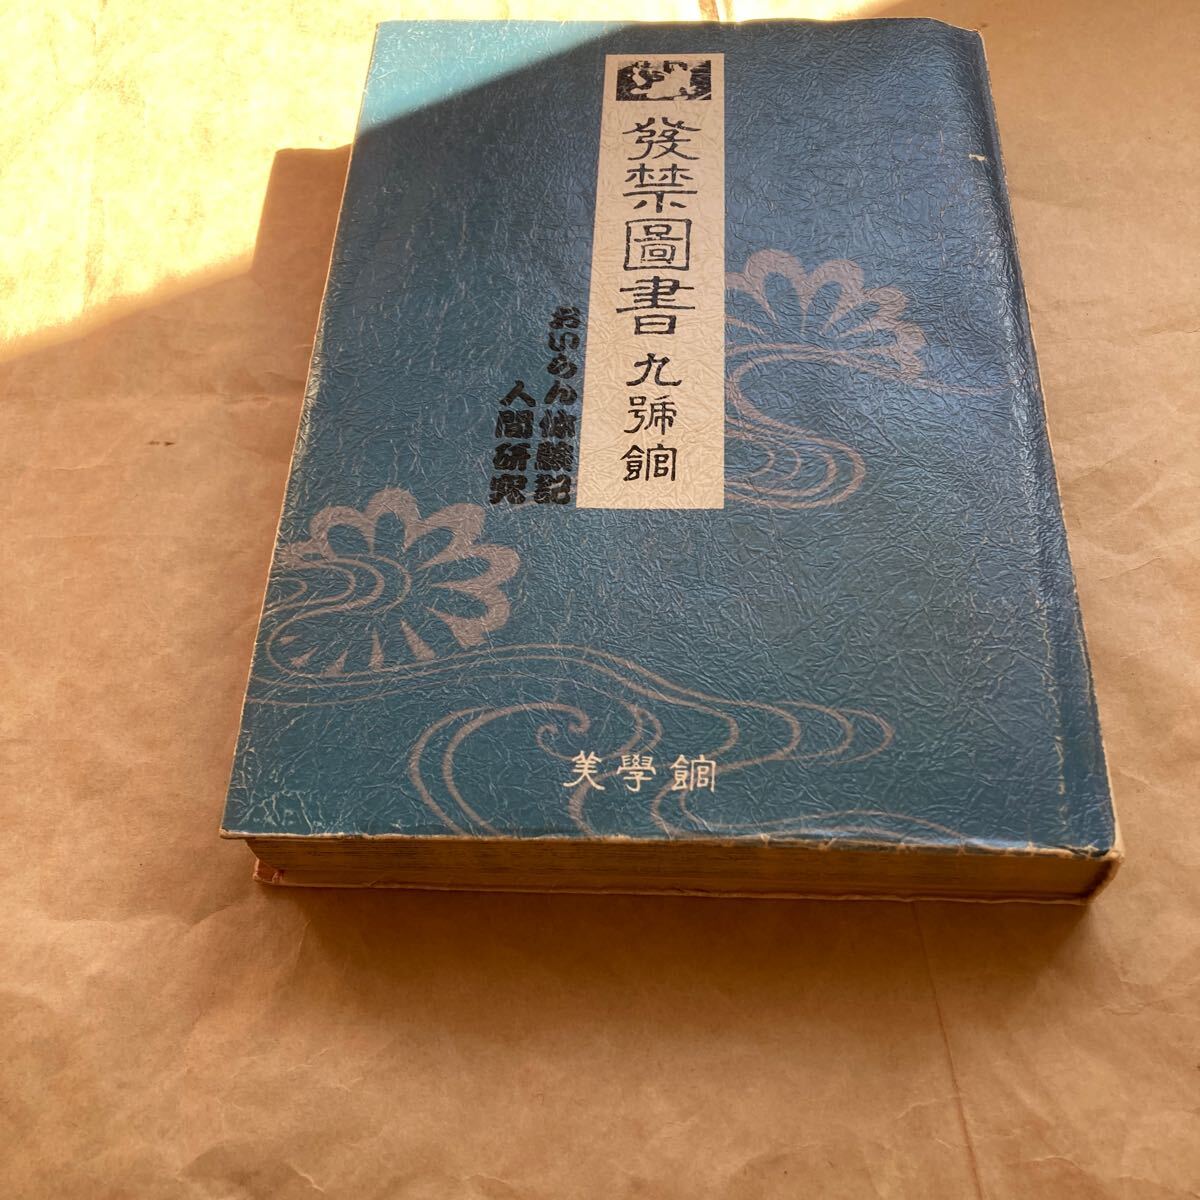 發禁圖書 九號館
おいらん体験記
人間研究
美學館